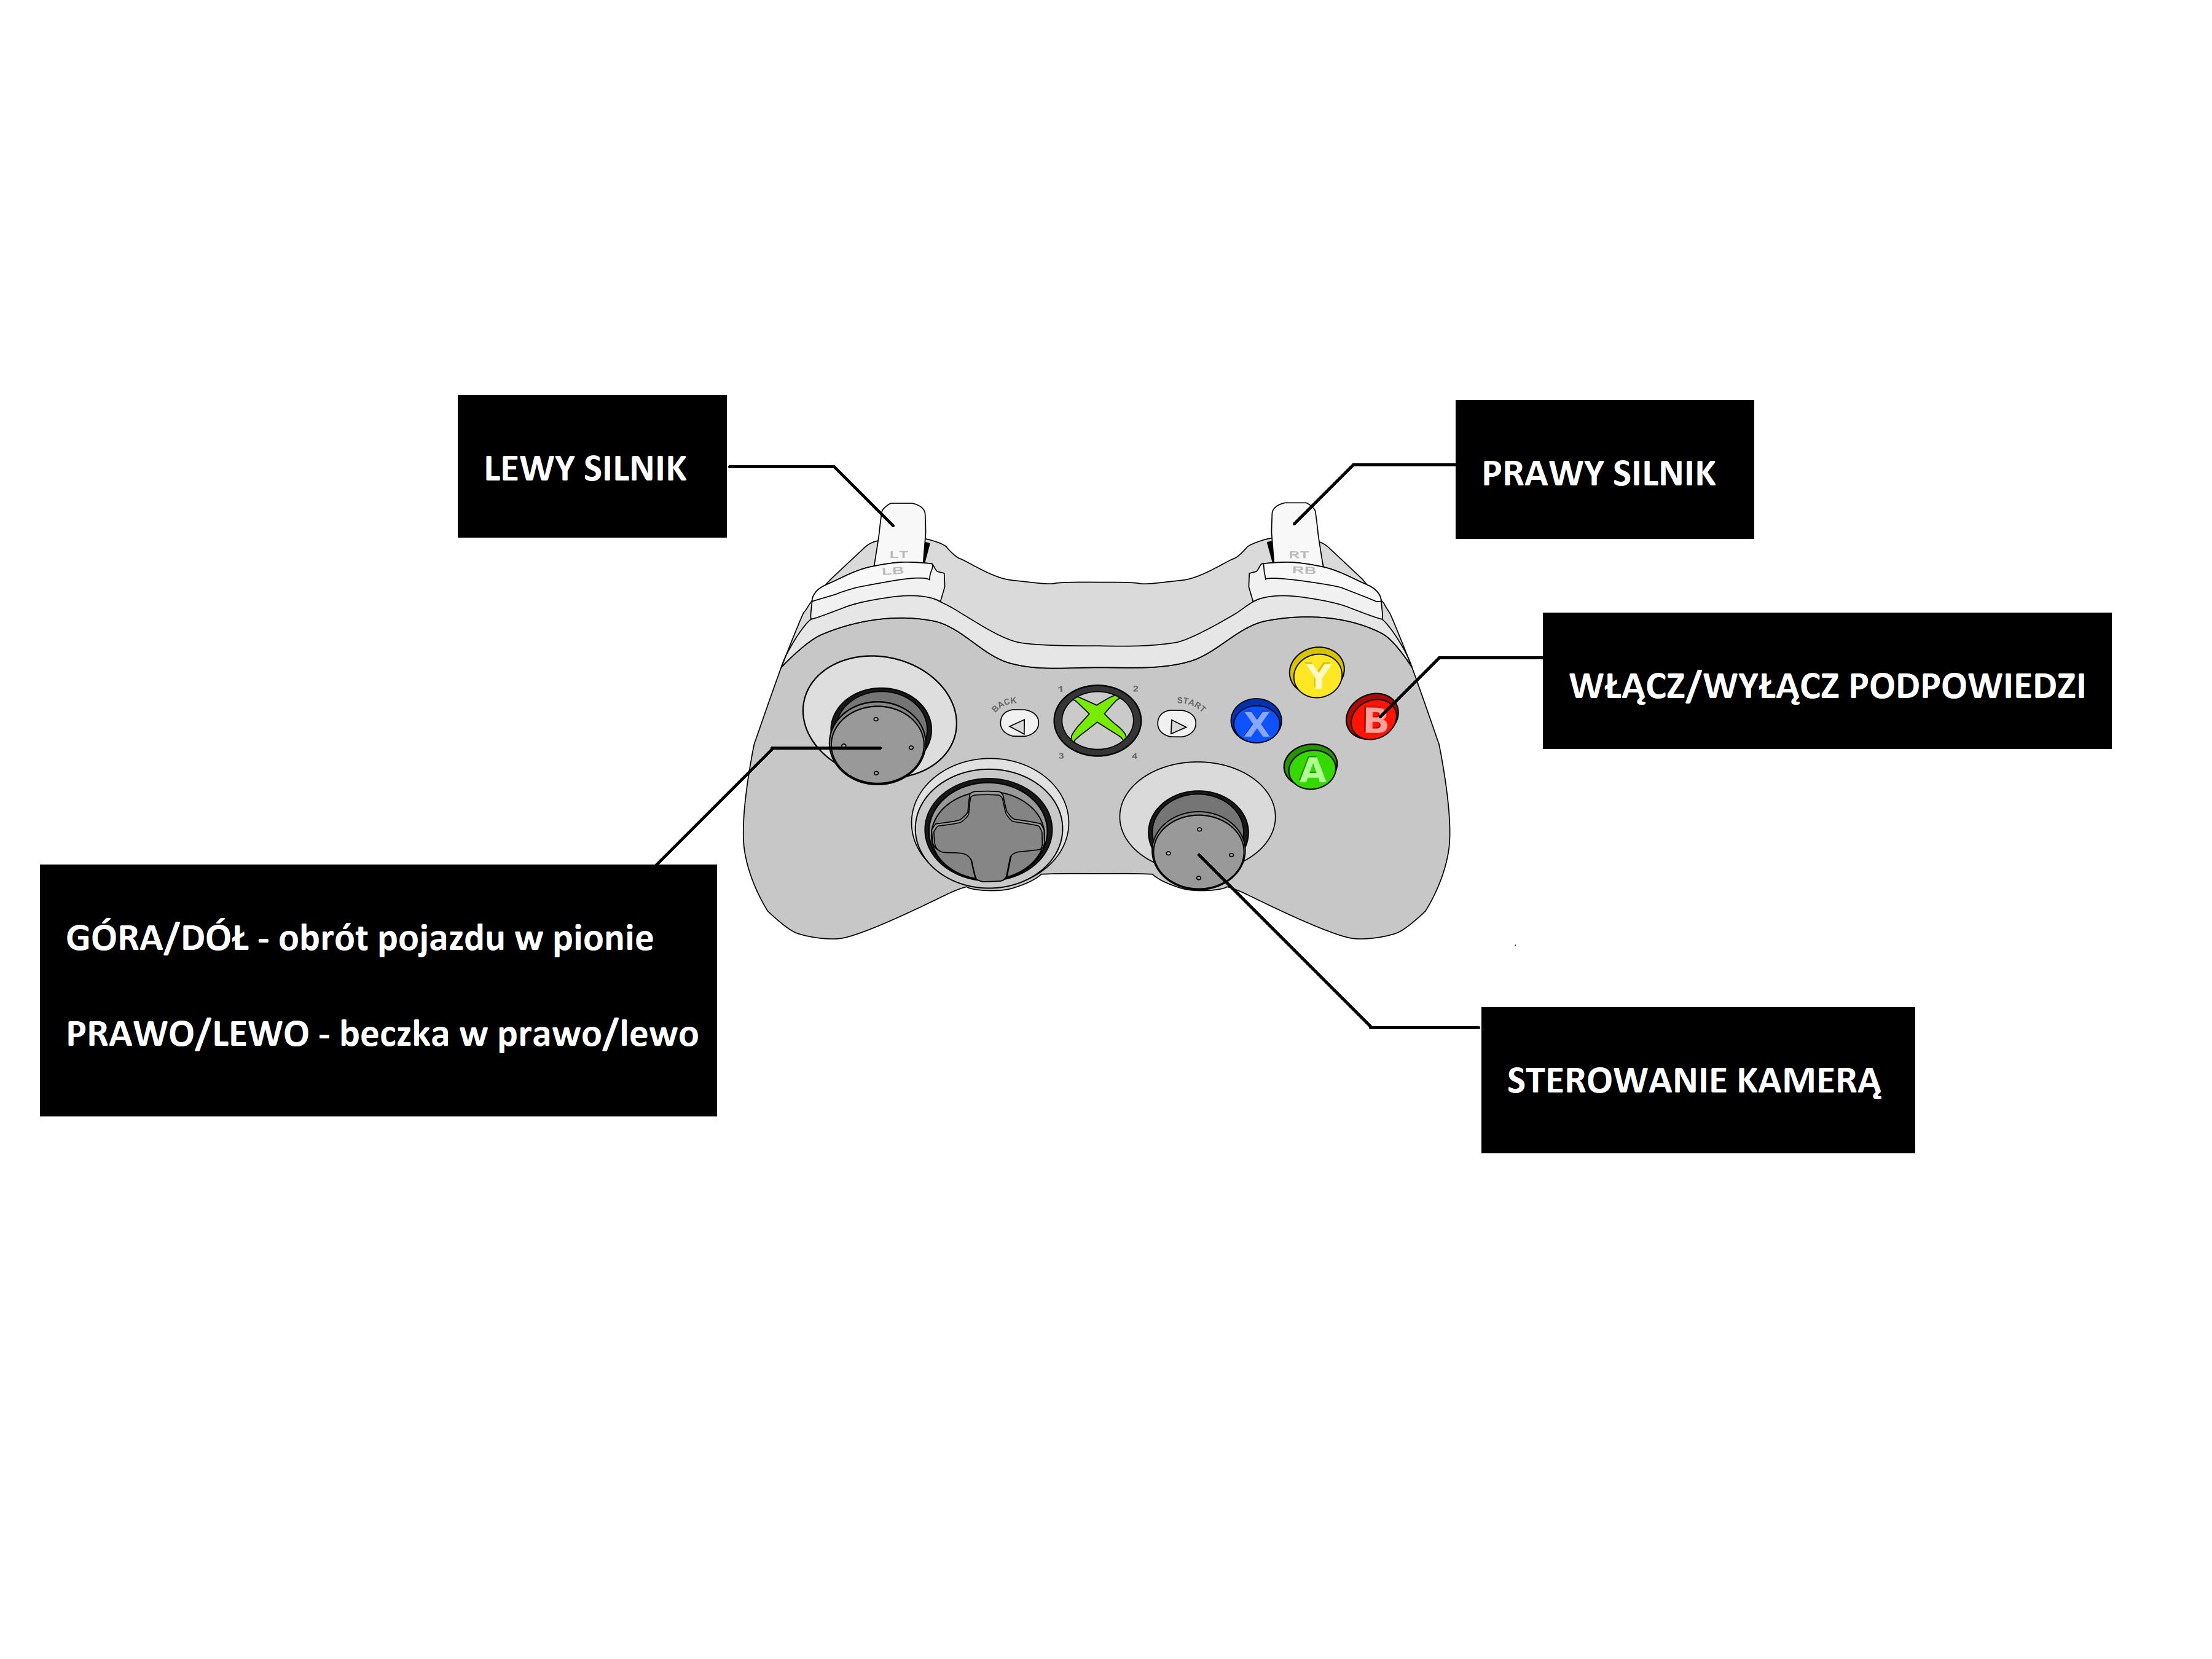 LEWY SILNIK
PRAWY SILNIK
LT
LB
RT
RB
WŁĄCZ/WYŁĄCZ PODPOWIEDZI
Y
X
B
A
BACK
START
1
2
3
4
GÓRA/DÓŁ - obrót pojazdu w pionie
PRAWO/LEWO - beczka w prawo/lewo
STEROWANIE KAMERĄ